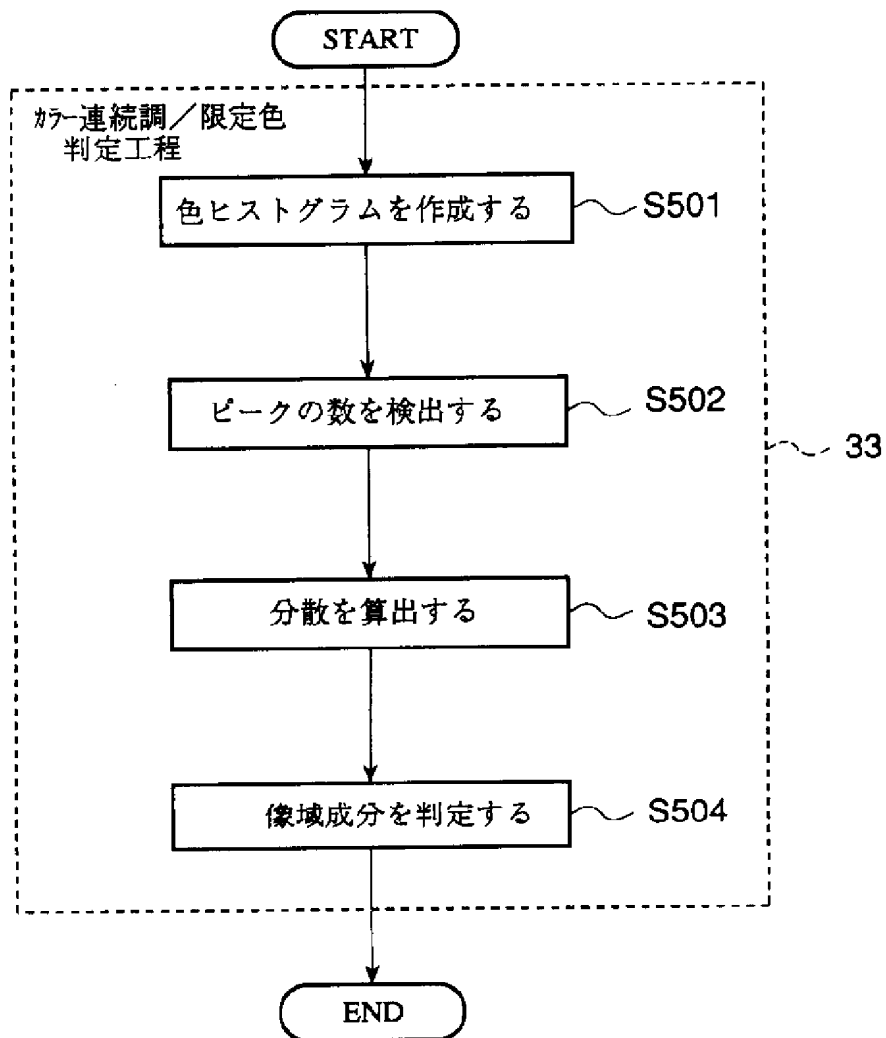 START
カラー連続調／限定色
判定工程
色ヒストグラムを作成する
S501
ピークの数を検出する
S502
33
分散を算出する
S503
像域成分を判定する
S504
END